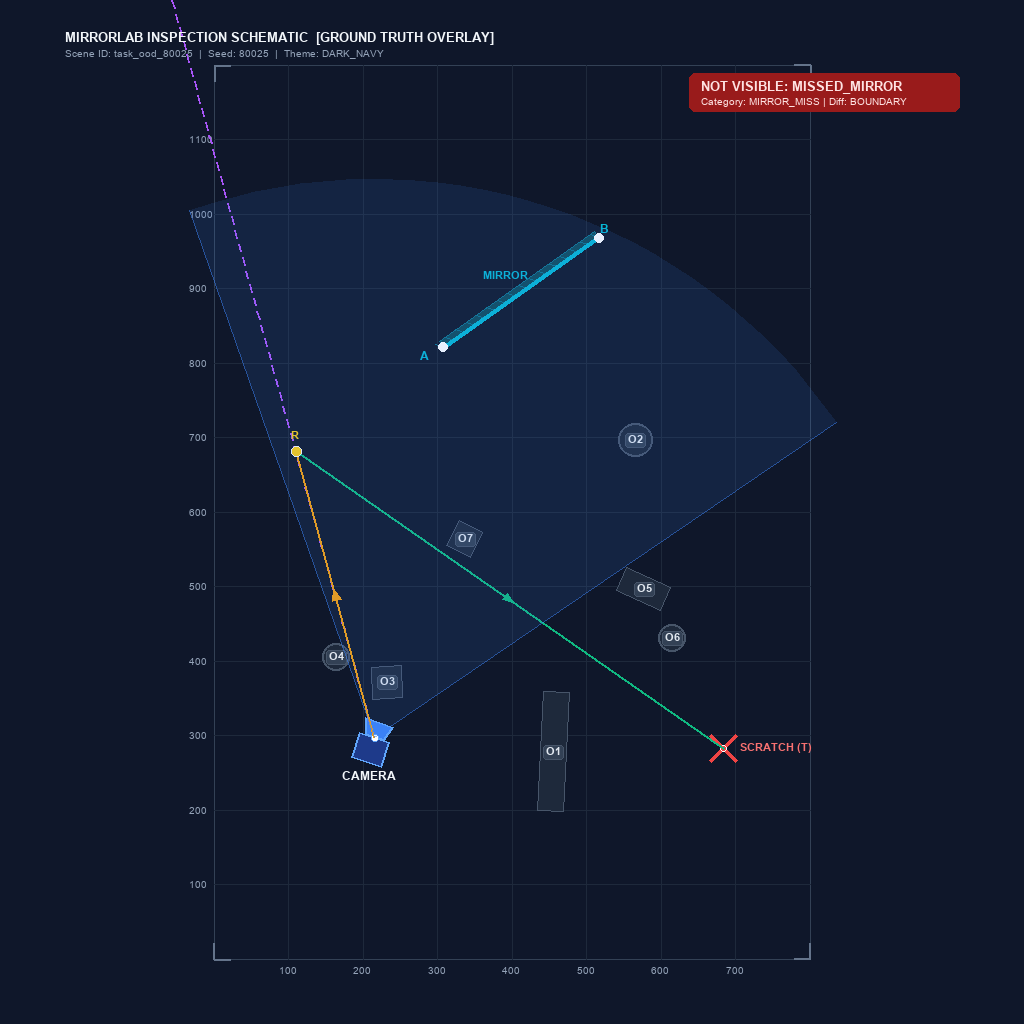 MIRRORLAB INSPECTION SCHEMATIC [GROUND TRUTH OVERLAY]
Scene ID: task_ood_80025 | Seed: 80025 | Theme: DARK_NAVY
NOT VISIBLE: MISSED_MIRROR
Category: MIRROR_MISS | Diff: BOUNDARY
1100
1000
B
MIRROR
900
A
800
700
R
O2
600
O7
500
O5
O6
400
O4
O3
300
SCRATCH (T)
O1
CAMERA
200
100
100 200 300 400 500 600 700